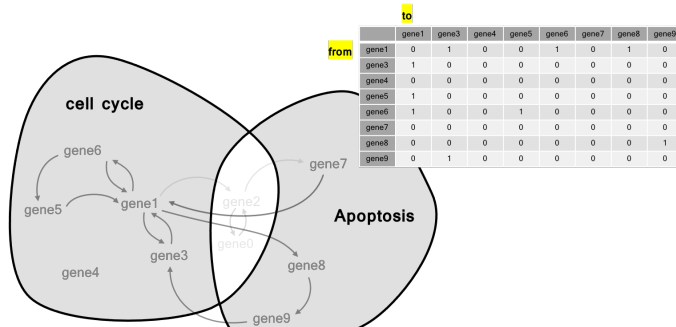 to
gene1 gene3 gene4 gene5 gene6 gene7 gene8 gene9
from
gene1 0 1 0 0 1 0 1 0
gene3 1 0 0 0 0 0 0 0
gene4 0 0 0 0 0 0 0 0
gene5 1 0 0 0 0 0 0 0
gene6 1 0 0 1 0 0 0 0
gene7 0 0 0 0 0 0 0 0
gene8 0 0 0 0 0 0 0 1
gene9 0 1 0 0 0 0 0 0
cell cycle
gene6
gene7
gene5
gene1
gene2
Apoptosis
gene0
gene3
gene4
gene8
gene9